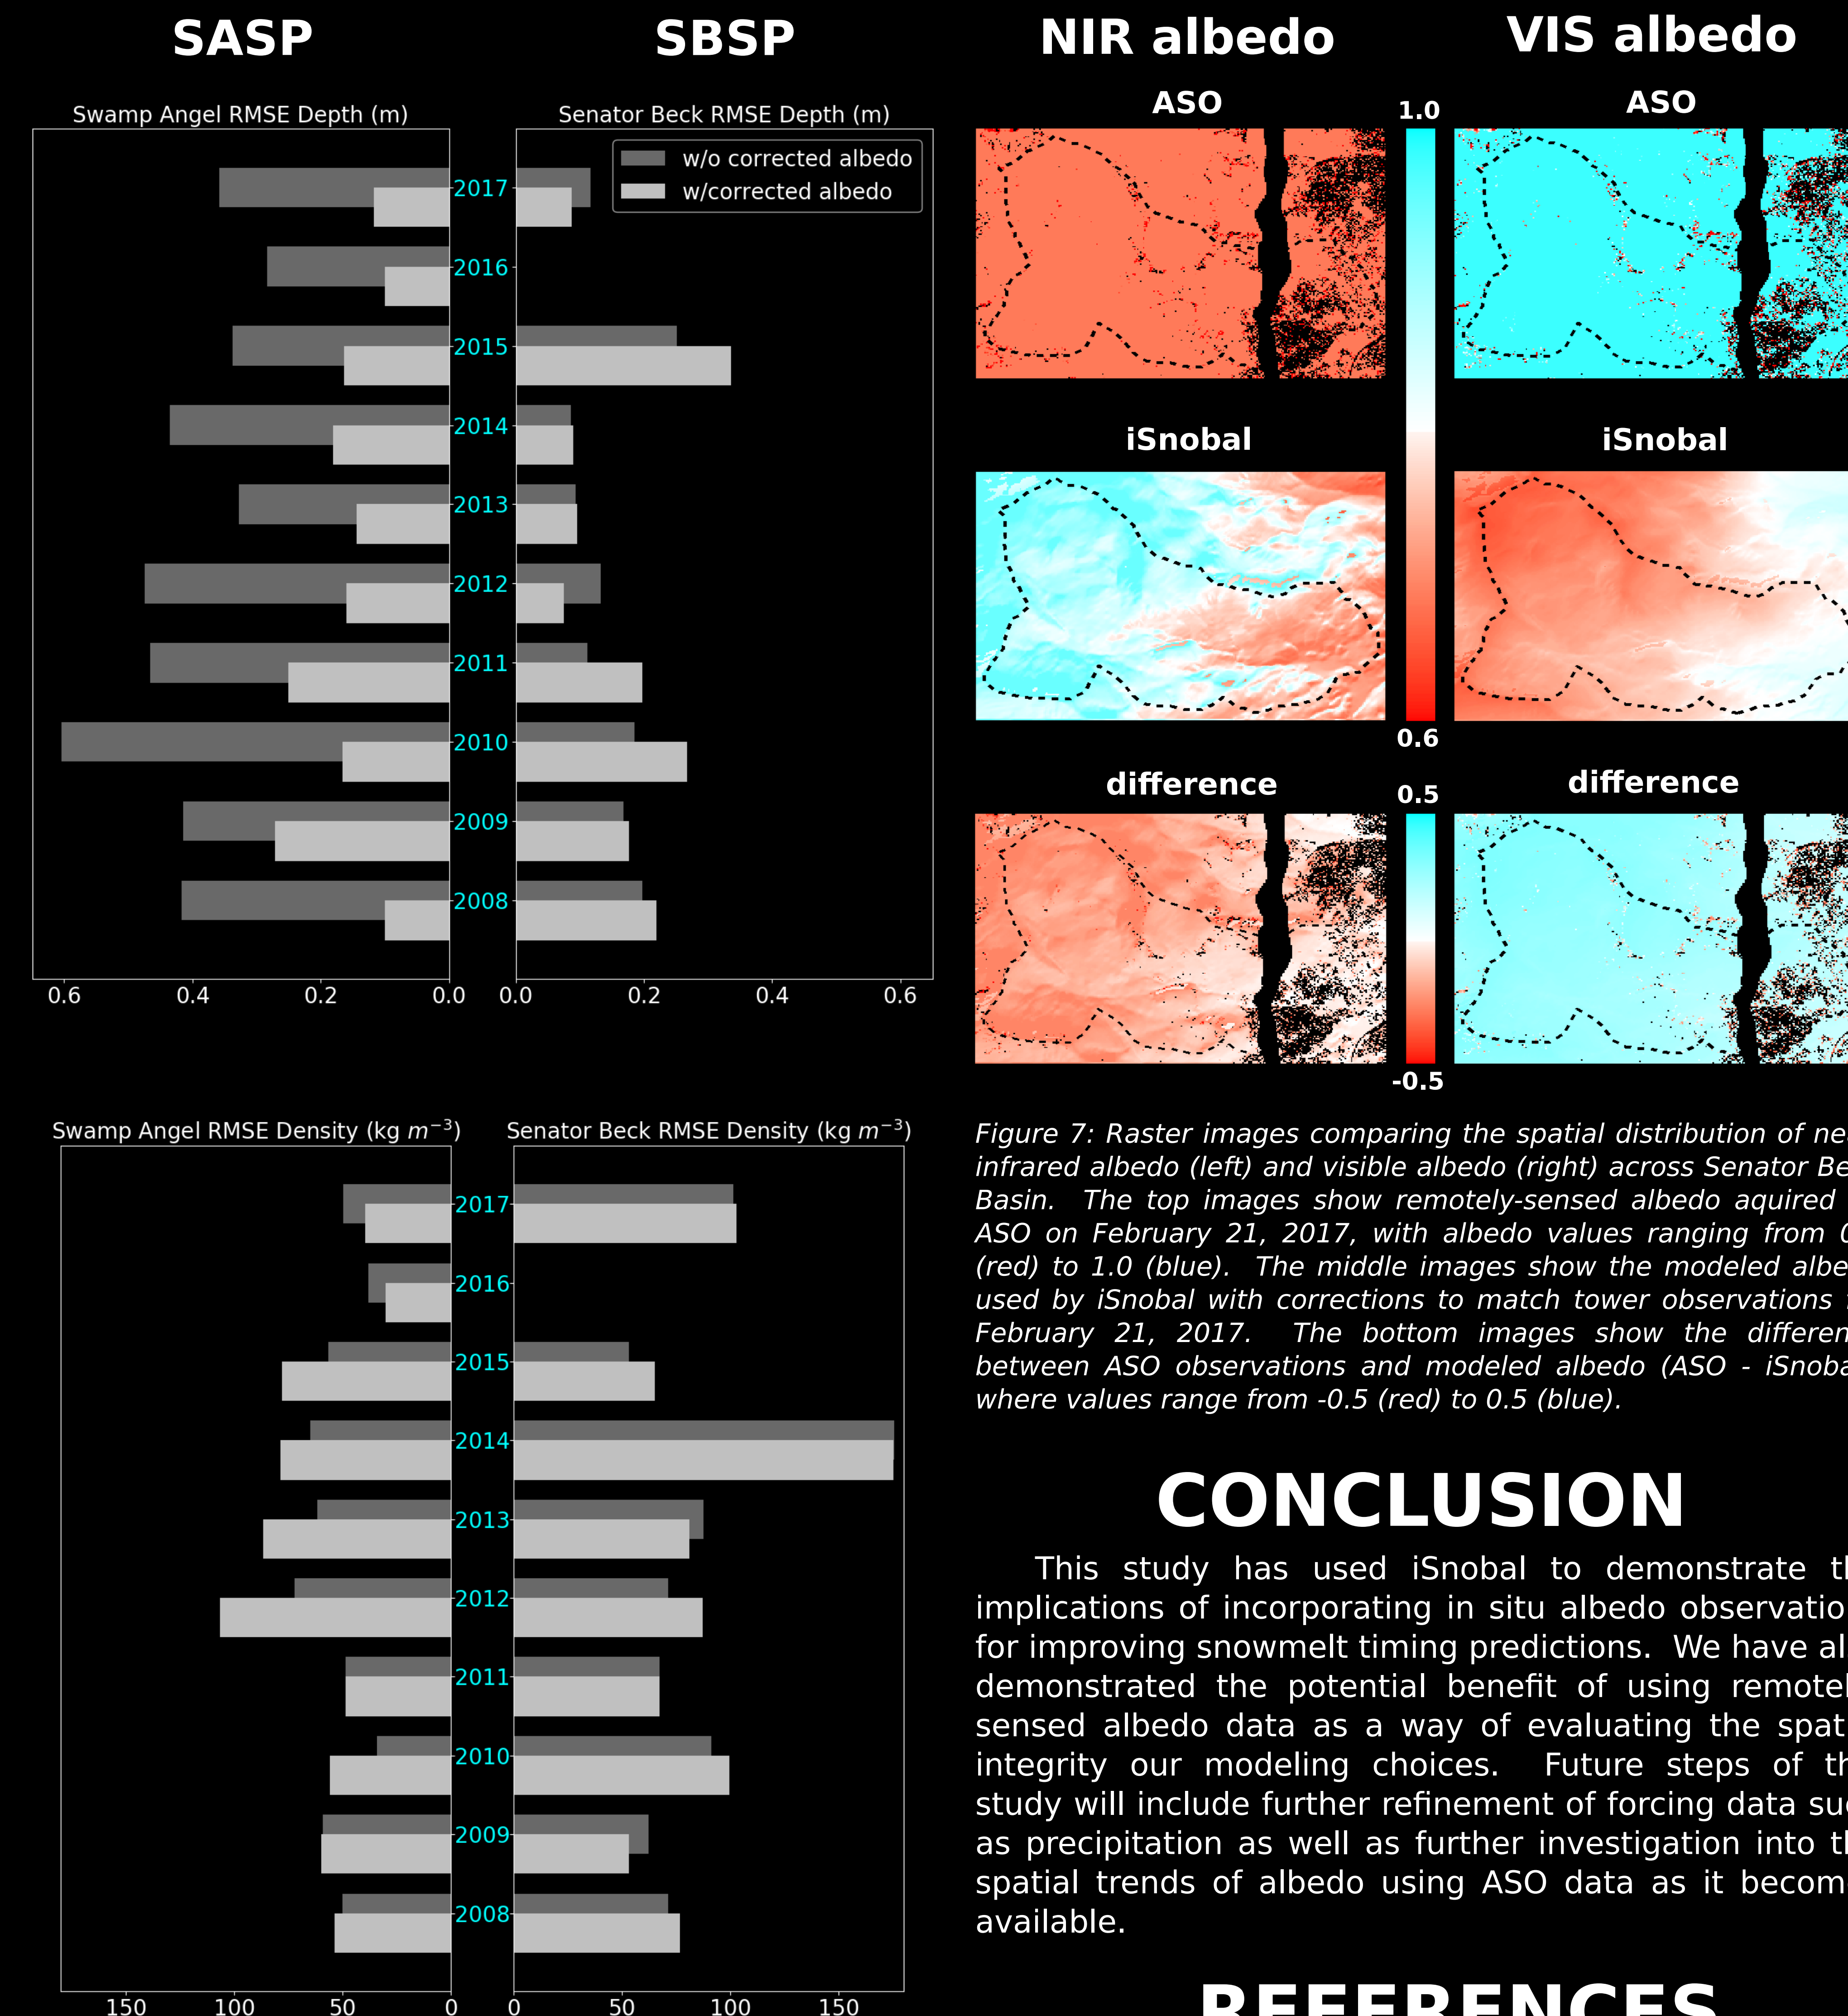 SASP
SBSP
Swamp Angel RMSE Depth (m)
Senator Beck RMSE Depth (m)
w/o corrected albedo
w/corrected albedo
2017
2016
2015
2014
2013
2012
2011
2010
2009
2008
0.6 0.4 0.2 0.0
0.0 0.2 0.4 0.6
Swamp Angel RMSE Density (kg m⁻³)
Senator Beck RMSE Density (kg m⁻³)
2017
2016
2015
2014
2013
2012
2011
2010
2009
2008
150 100 50 0
0 50 100 150
NIR albedo
VIS albedo
ASO
1.0
ASO
iSnobal
iSnobal
0.6
difference
0.5
difference
-0.5
Figure 7: Raster images comparing the spatial distribution of
infrared albedo (left) and visible albedo (right) across Senator
Basin. The top images show remotely-sensed albedo aquired
ASO on February 21, 2017, with albedo values ranging from
(red) to 1.0 (blue). The middle images show the modeled
used by iSnobal with corrections to match tower observations
February 21, 2017. The bottom images show the
between ASO observations and modeled albedo (ASO -
where values range from -0.5 (red) to 0.5 (blue).
CONCLUSION
This study has used iSnobal to demonstrate
implications of incorporating in situ albedo
for improving snowmelt timing predictions. We have
demonstrated the potential benefit of using
sensed albedo data as a way of evaluating the
integrity our modeling choices. Future steps of
study will include further refinement of forcing data
as precipitation as well as further investigation into
spatial trends of albedo using ASO data as it
available.
REFERENCES